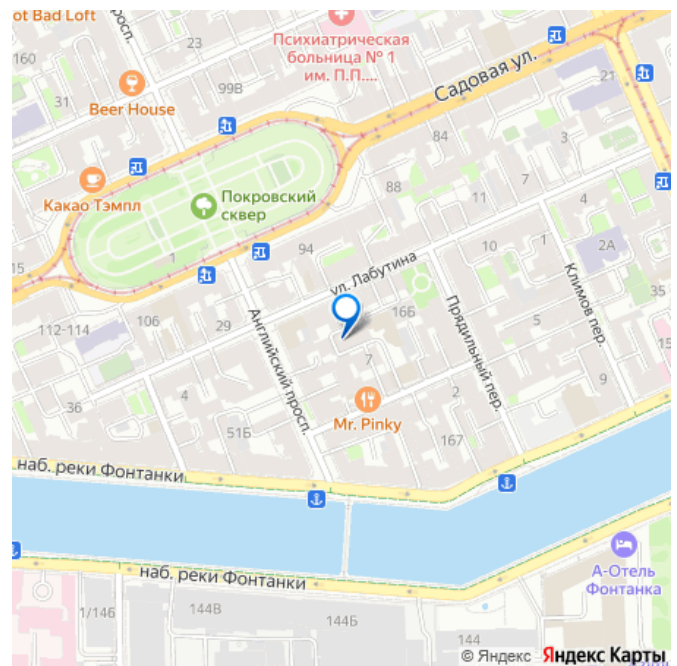 ot Bad Loft
просп.
23
Психиатрическая
больница № 1
им. П.П....
160
31
99В
Садовая ул.
21
Beer House
84
3
Какао Тэмпл
Покровский
сквер
88
7
11
4
15
1
94
10
1
2А
ул. Лабутина
Климов пер.
35
112-114
106
29
Английский просп.
16Б
Прядильный пер.
5
15
7
36
4
2
9
51Б
Mr. Pinky
167
наб. реки Фонтанки
А-Отель
Фонтанка
наб. реки Фонтанки
1/14б
144В
144Б
© Яндекс Яндекс Карты